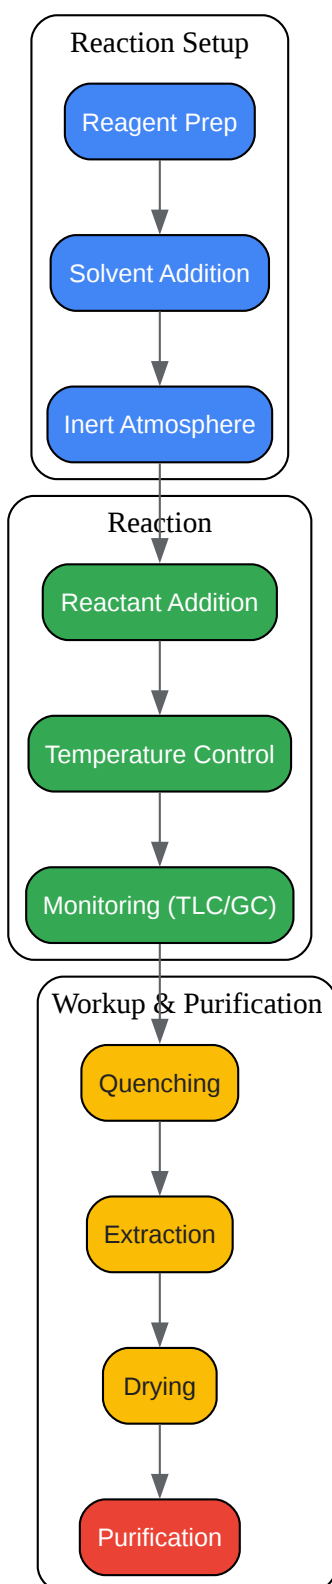 Reaction Setup
Reagent Prep
Solvent Addition
Inert Atmosphere
Reaction
Reactant Addition
Temperature Control
Monitoring (TLC/GC)
Workup & Purification
Quenching
Extraction
Drying
Purification